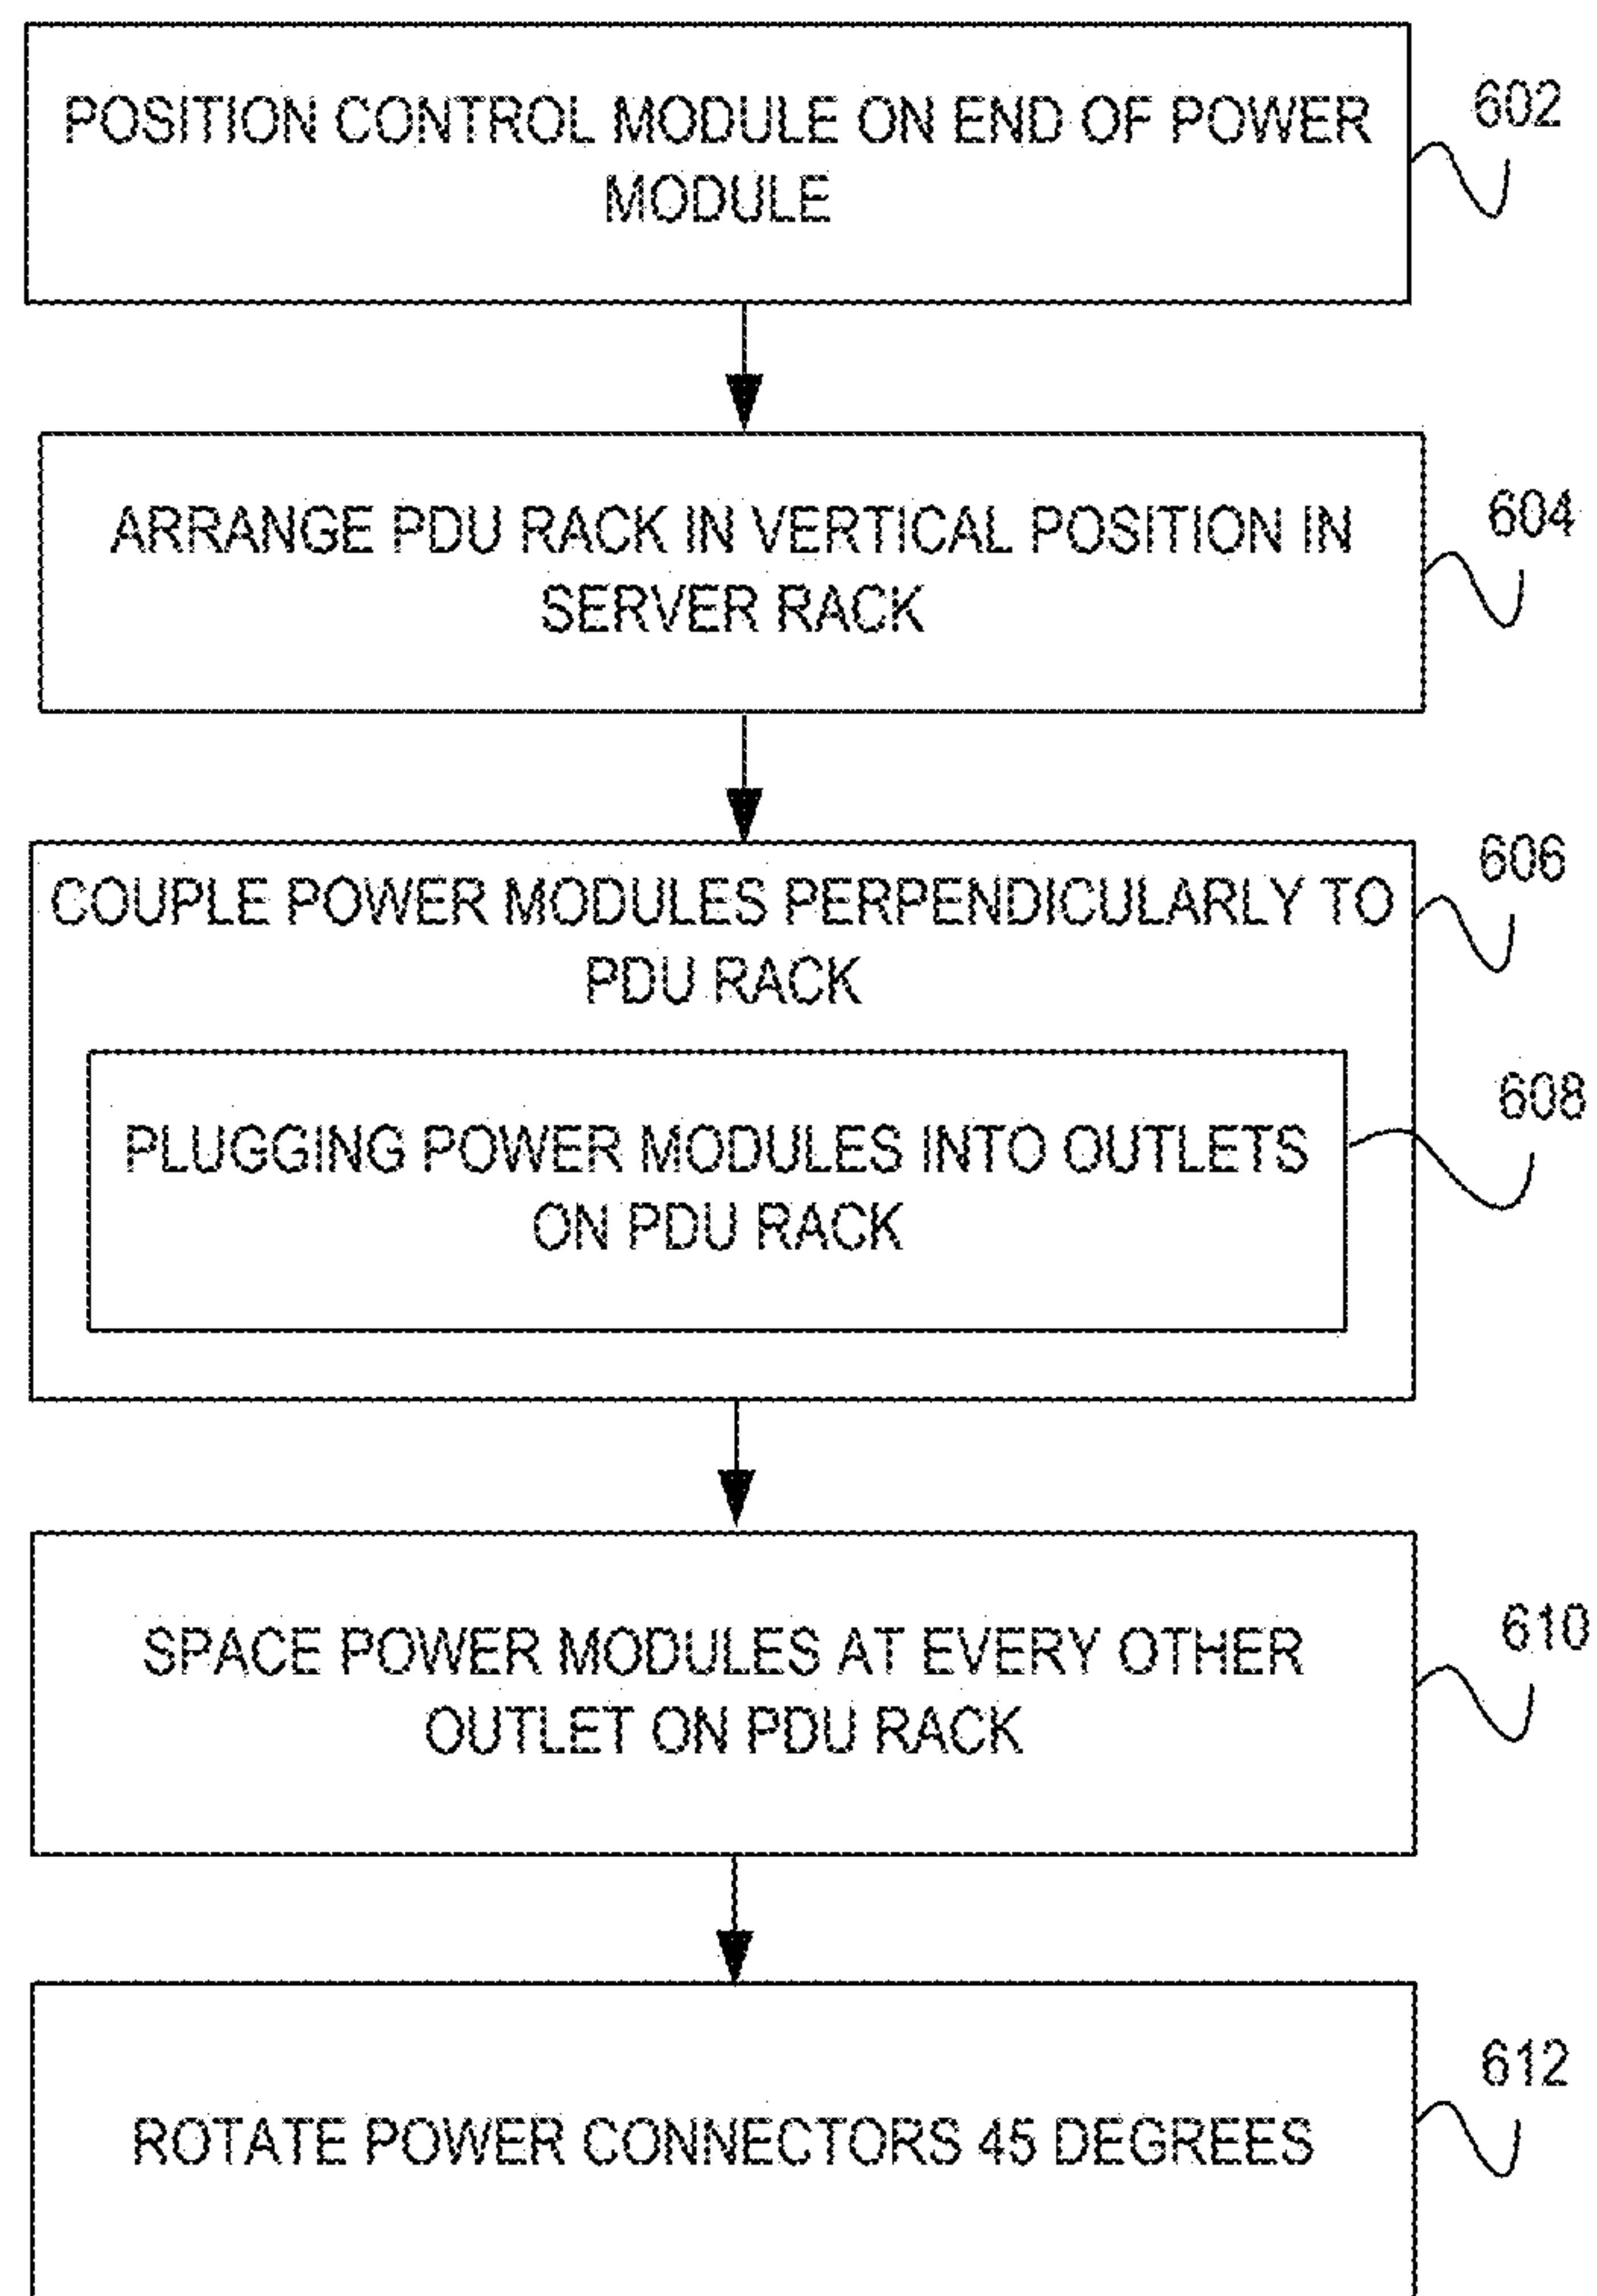 POSITION CONTROL MODULE ON END OF POWER
MODULE
602
ARRANGE PDU RACK IN VERTICAL POSITION IN
SERVER RACK
604
COUPLE POWER MODULES PERPENDICULARLY TO
PDU RACK
606
PLUGGING POWER MODULES INTO OUTLETS
ON PDU RACK
608
SPACE POWER MODULES AT EVERY OTHER
OUTLET ON PDU RACK
610
ROTATE POWER CONNECTORS 45 DEGREES
612